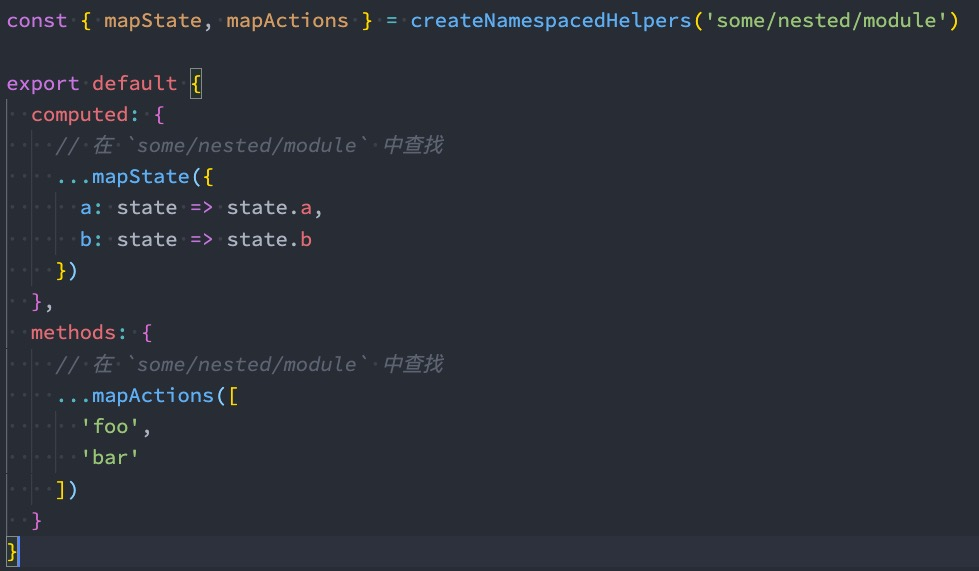 const { mapState, mapActions } = createNamespacedHelpers('some/nested/module')

export default {
  computed: {
    // 在 `some/nested/module` 中查找
    ...mapState({
      a: state => state.a,
      b: state => state.b
    })
  },
  methods: {
    // 在 `some/nested/module` 中查找
    ...mapActions([
      'foo',
      'bar'
    ])
  }
}